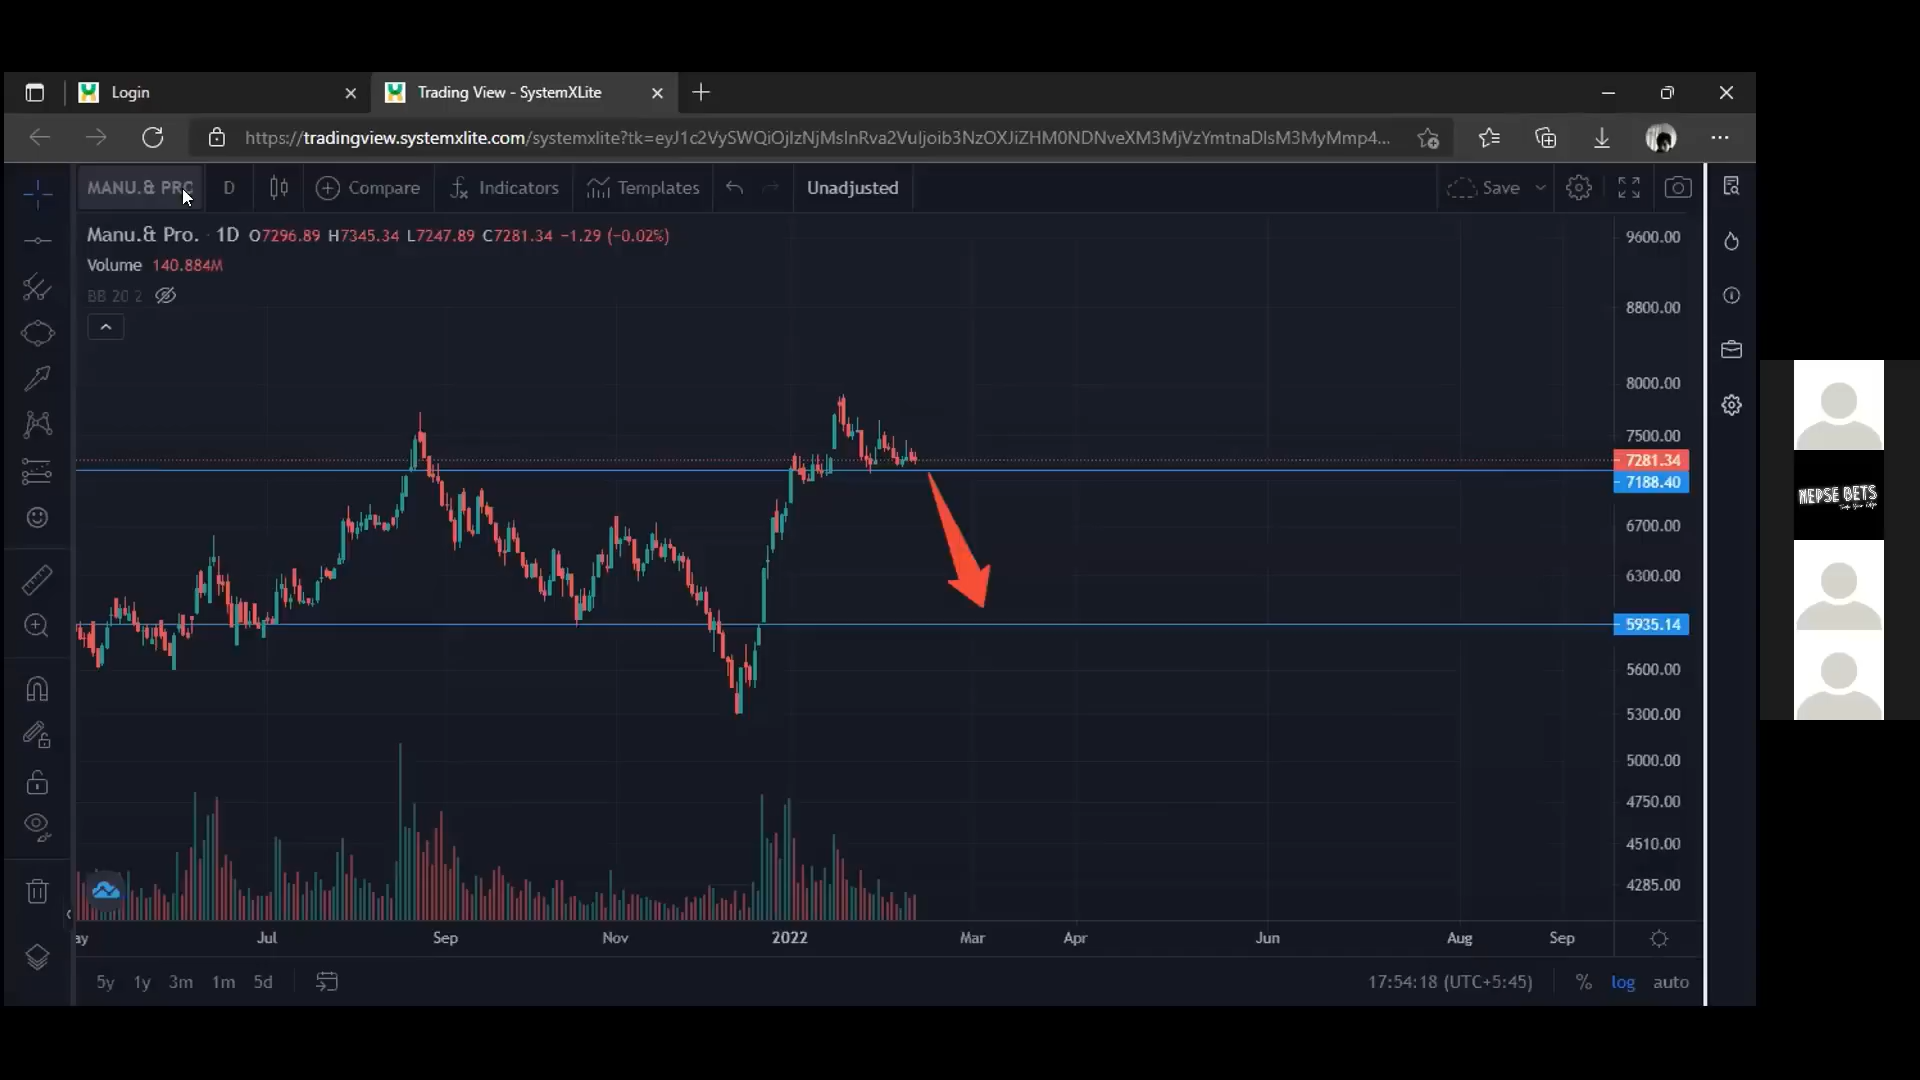 Login
Trading View - SystemXLite
https://tradingview.systemxlite.com/systemxlite?tk=eyJ1c2VySWQiOjIzNjMsInRva2VuIjoib3NzOXJiZHM0NDNveXM3MjVzYmtnaDlsM3MyMmp4...
MANU.& PRO
D
Compare
Indicators
Templates
Unadjusted
Save
Manu.& Pro. · 1D O7296.89 H7345.34 L7247.89 C7281.34 −1.29 (−0.02%)
Volume 140.884M
BB 20 2
9600.00
8800.00
8000.00
7500.00
7281.34
7188.40
6700.00
6300.00
5935.14
5600.00
5300.00
5000.00
4750.00
4510.00
4285.00
NEPSE BETS
ay Jul Sep Nov 2022 Mar Apr Jun Aug Sep
5y 1y 3m 1m 5d
17:54:18 (UTC+5:45) % log auto